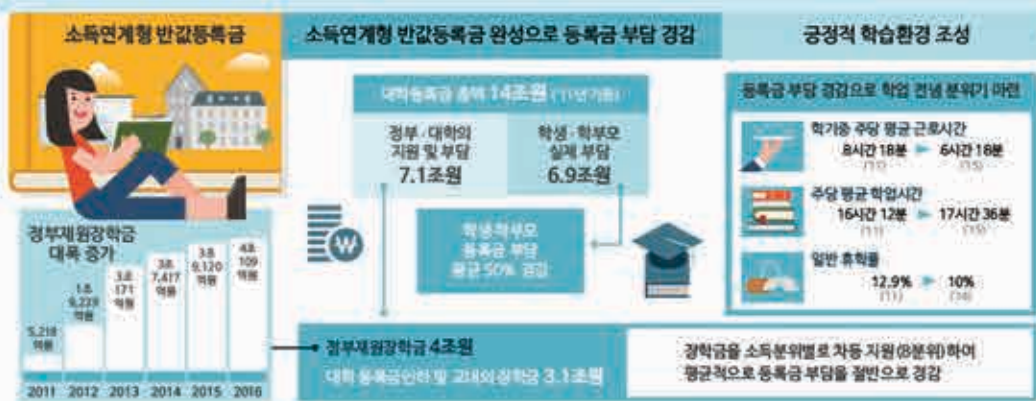 소득연계형 반값등록금
소득연계형 반값등록금 완성으로 등록금 부담 경감
긍정적 학습환경 조성
정부재원장학금
대폭 증가
5,218
억원
1조
9,223
억원
3조
171
억원
3조
7,417
억원
3조
9,120
억원
4조
109
억원
2011 2012 2013 2014 2015 2016
대학등록금 총액 14조원 ('11년기준)
정부·대학의
지원 및 부담
7.1조원
학생·학부모
실제 부담
6.9조원
학생·학부모
등록금 부담
평균 50% 경감
정부재원장학금 4조원
대학 등록금인하 및 교내외장학금 3.1조원
등록금 부담 경감으로 학업 전념 분위기 마련
학기중 주당 평균 근로시간
8시간 18분 6시간 18분
('11) ('15)
주당 평균 학업시간
16시간 12분 17시간 36분
('11) ('15)
일반 휴학률
12.9% 10%
('11) ('14)
장학금을 소득분위별로 차등 지원(8분위)하여
평균적으로 등록금 부담을 절반으로 경감